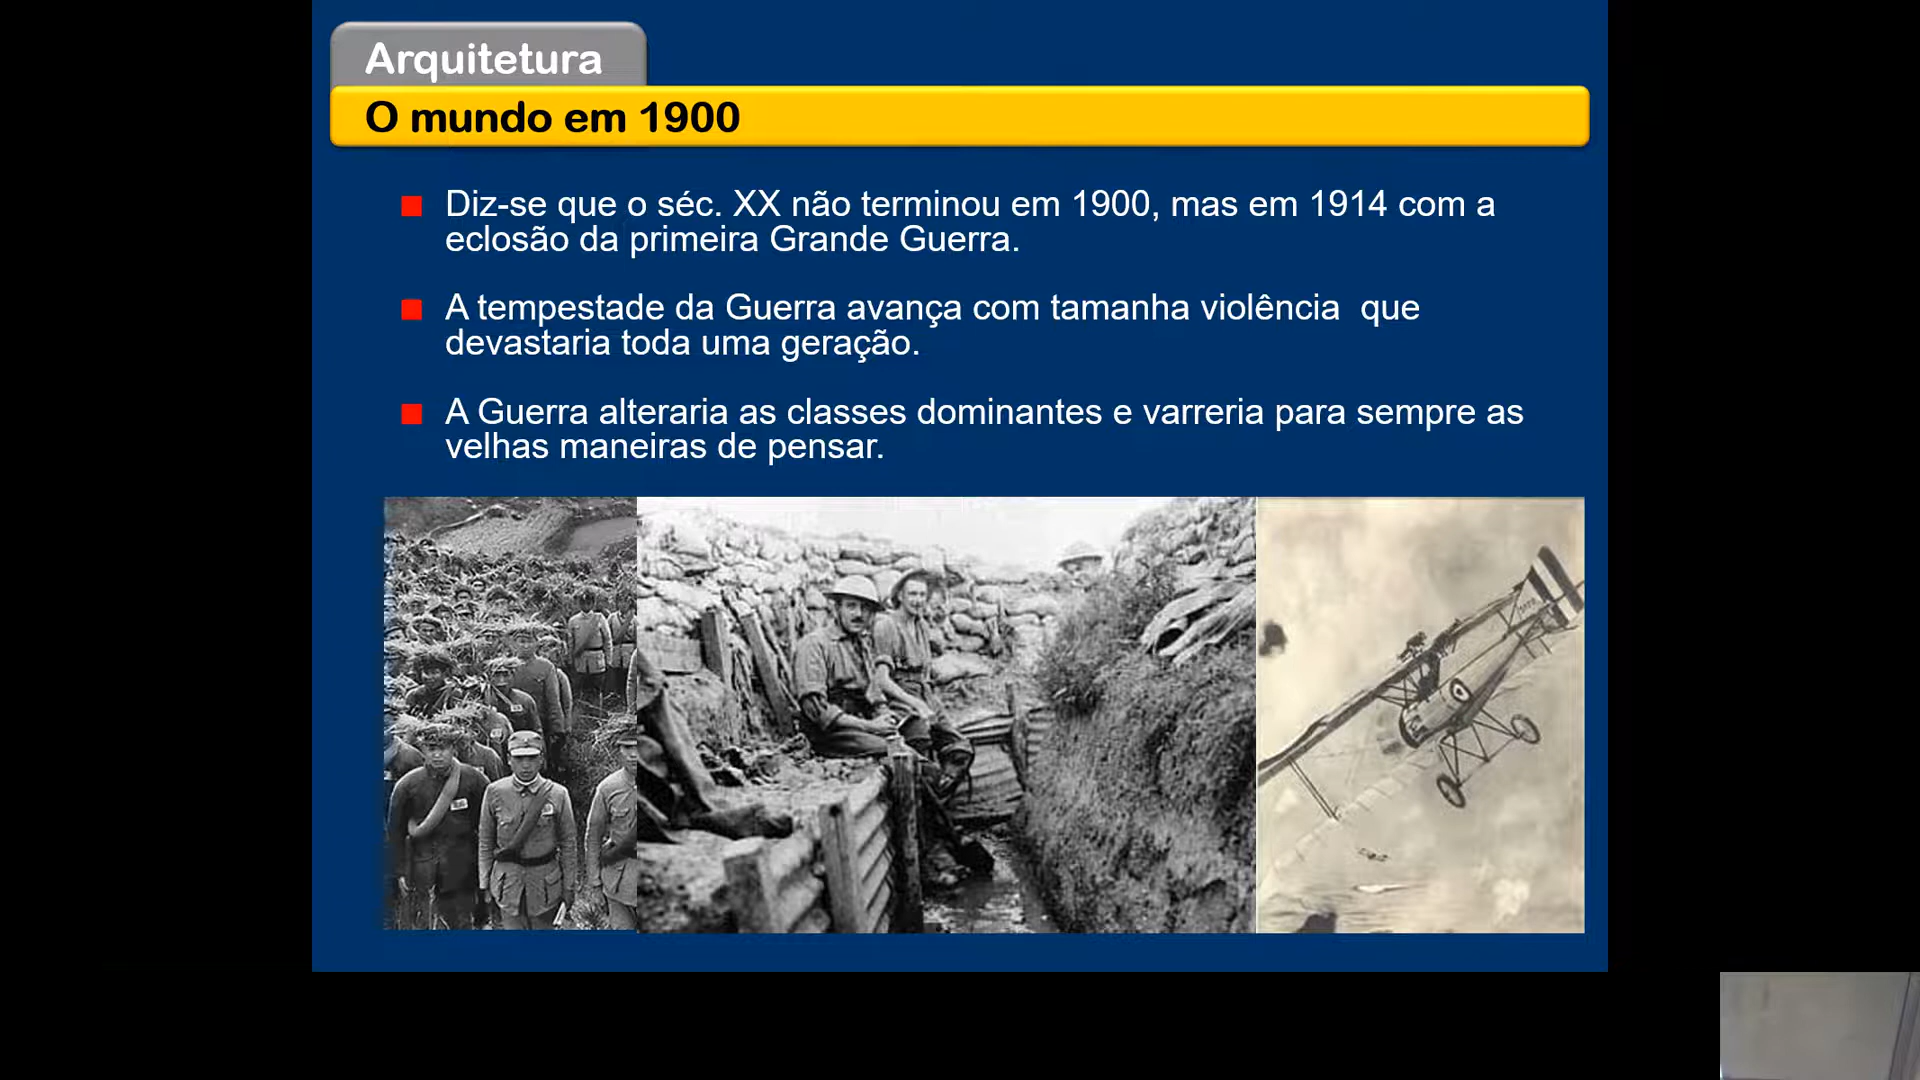 Arquitetura
O mundo em 1900
Diz-se que o séc. XX não terminou em 1900, mas em 1914 com a
eclosão da primeira Grande Guerra.
A tempestade da Guerra avança com tamanha violência  que
devastaria toda uma geração.
A Guerra alteraria as classes dominantes e varreria para sempre as
velhas maneiras de pensar.